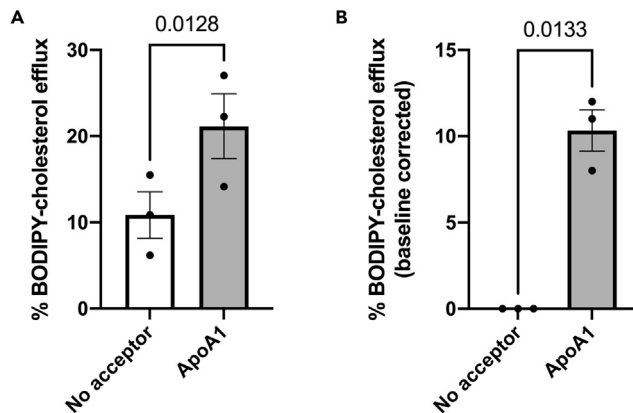 A
0.0128
% BODIPY-cholesterol efflux
30
20
10
0
No acceptor
ApoA1
B
0.0133
% BODIPY-cholesterol efflux
(baseline corrected)
15
10
5
0
No acceptor
ApoA1